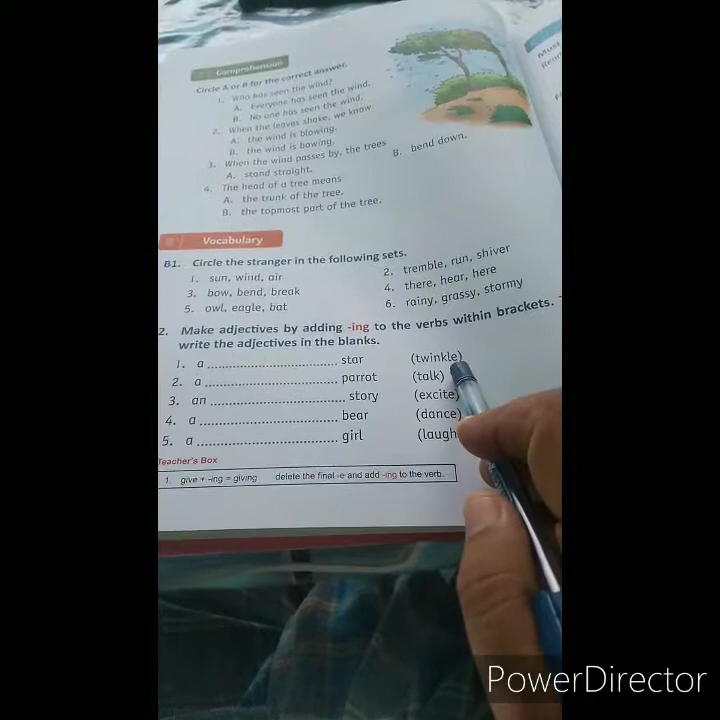 Comprehension
Circle A or B for the correct answer.
1. Who has seen the wind?
A. Everyone has seen the wind.
B. No one has seen the wind.
2. When the leaves shake, we know
A. the wind is blowing.
B. the wind is bowing.
3. When the wind passes by, the trees
A. stand straight.
B. bend down.
4. The head of a tree means
A. the trunk of the tree.
B. the topmost part of the tree.
Must
Vocabulary
B1. Circle the stranger in the following sets.
1. sun, wind, air
2. tremble, run, shiver
3. bow, bend, break
4. there, hear, here
5. owl, eagle, bat
6. rainy, grassy, stormy
2. Make adjectives by adding -ing to the verbs within brackets.
write the adjectives in the blanks.
1. a ................................ star (twinkle)
2. a ................................ parrot (talk)
3. an ................................ story (excite)
4. a ................................ bear (dance)
5. a ................................ girl (laugh
Teacher's Box
1. give + -ing = giving delete the final -e and add -ing to the verb.
PowerDirector